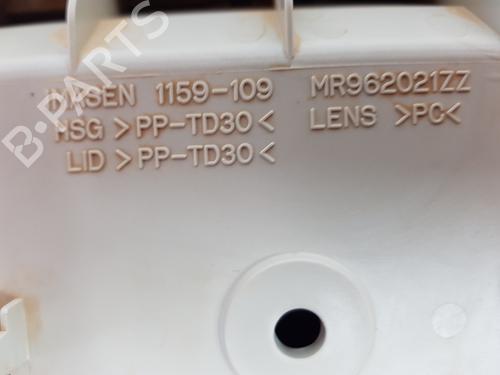 IMASEN 1159-109 MR962021ZZ
HSG >PP-TD30< LENS >PC<
LID >PP-TD30<
B-PARTS